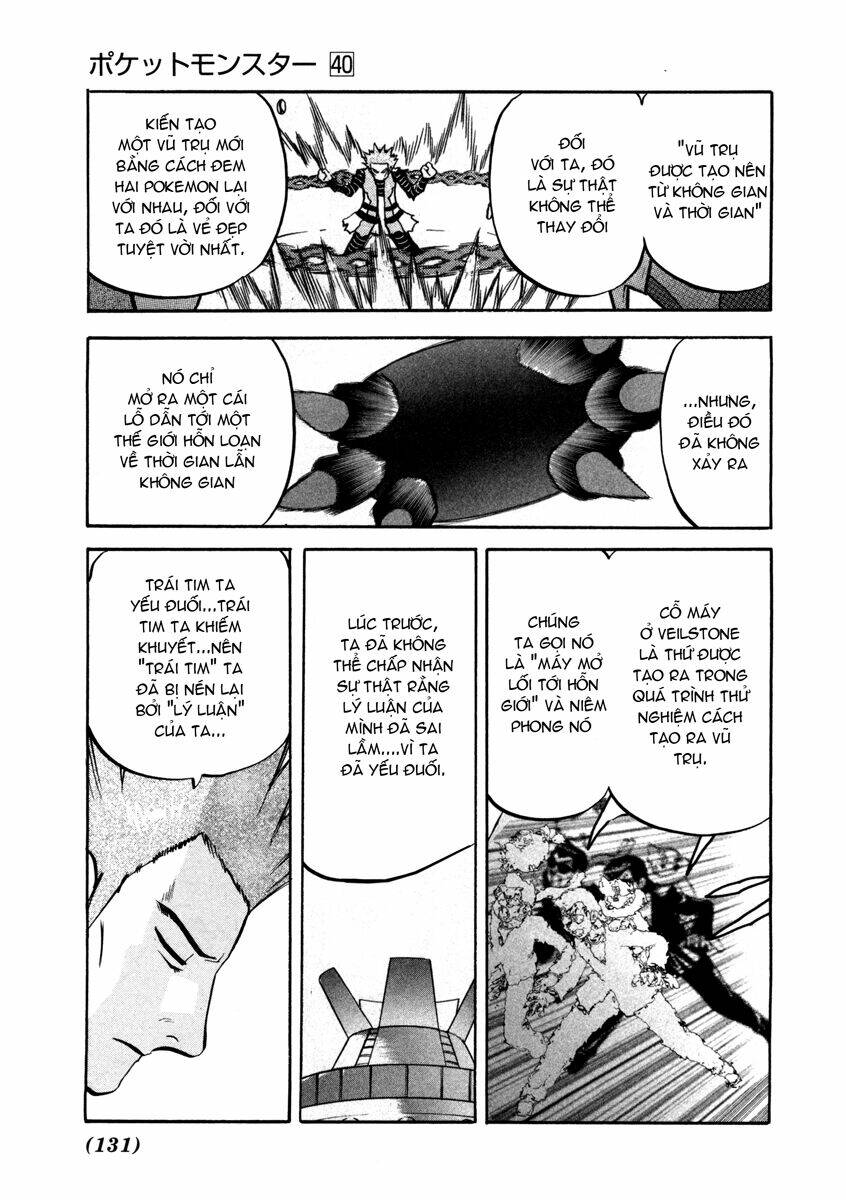 ポケットモンスター 40
"VŨ TRỤ
ĐƯỢC TẠO NÊN
TỪ KHÔNG GIAN
VÀ THỜI GIAN"
ĐỐI
VỚI TA, ĐÓ
LÀ SỰ THẬT
KHÔNG THỂ
THAY ĐỔI
KIẾN TẠO
MỘT VŨ TRỤ MỚI
BẰNG CÁCH ĐEM
HAI POKEMON LẠI
VỚI NHAU, ĐỐI VỚI
TA ĐÓ LÀ VẺ ĐẸP
TUYỆT VỜI NHẤT.
...NHƯNG,
ĐIỀU ĐÓ
ĐÃ KHÔNG
XẢY RA
NÓ CHỈ
MỞ RA MỘT CÁI
LỖ DẪN TỚI MỘT
THẾ GIỚI HỖN LOẠN
VỀ THỜI GIAN LẪN
KHÔNG GIAN
CỖ MÁY
Ở VEILSTONE
LÀ THỨ ĐƯỢC
TẠO RA TRONG
QUÁ TRÌNH THỬ
NGHIỆM CÁCH
TẠO RA VŨ
TRỤ.
CHÚNG
TA GỌI NÓ
LÀ "MÁY MỞ
LỐI TỚI HỖN
GIỚI" VÀ NIÊM
PHONG NÓ
LÚC TRƯỚC,
TA ĐÃ KHÔNG
THỂ CHẤP NHẬN
SỰ THẬT RẰNG
LÝ LUẬN CỦA
MÌNH ĐÃ SAI
LẦM....VÌ TA
ĐÃ YẾU ĐUỐI.
TRÁI TIM TA
YẾU ĐUỐI...TRÁI
TIM TA KHIẾM
KHUYẾT...NÊN
"TRÁI TIM" TA
ĐÃ BỊ NÉN LẠI
BỞI "LÝ LUẬN"
CỦA TA...
(131)